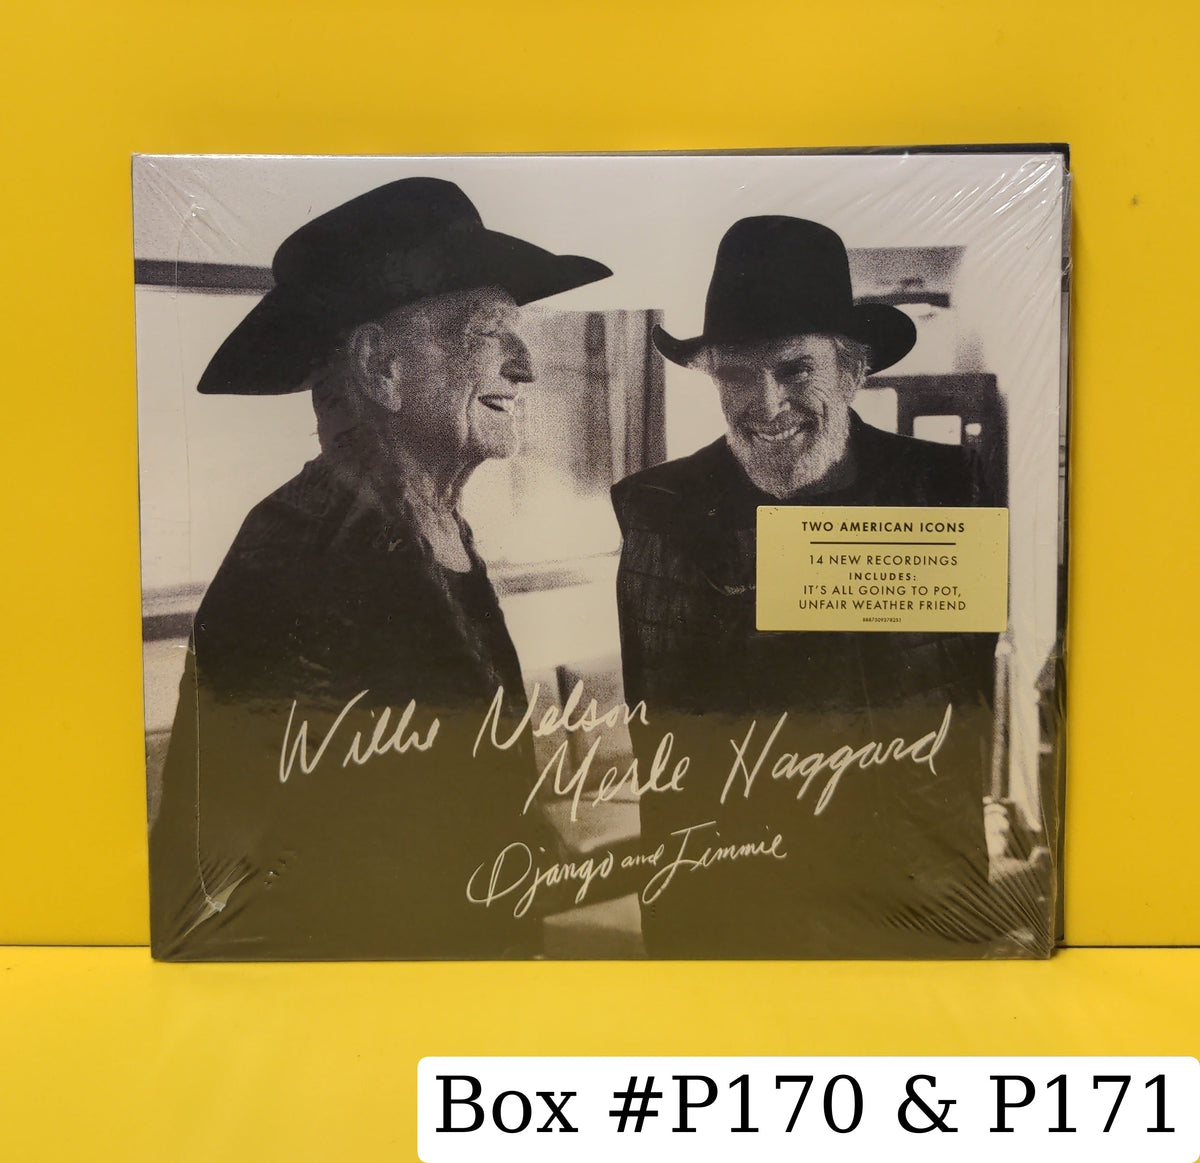 TWO AMERICAN ICONS
14 NEW RECORDINGS
INCLUDES:
IT'S ALL GOING TO POT,
UNFAIR WEATHER FRIEND
88875093782S1
Willie Nelson
Merle Haggard
Django and Jimmie
Box #P170 & P171